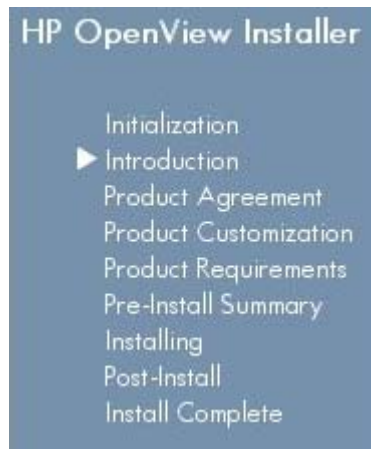 HP OpenView Installer
Initialization
Introduction
Product Agreement
Product Customization
Product Requirements
Pre-Install Summary
Installing
Post-Install
Install Complete